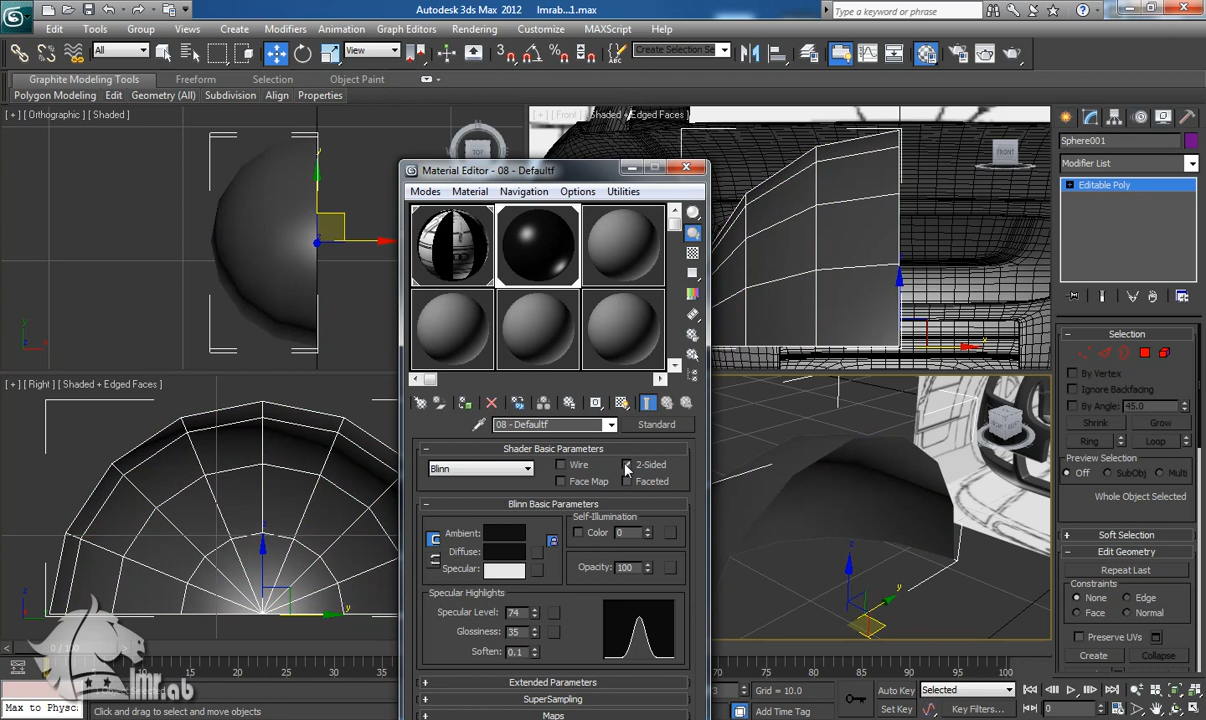 Autodesk 3ds Max 2012    lmrab...1.max
Type a keyword or phrase
Edit Tools Group Views Create Modifiers Animation Graph Editors Rendering Customize MAXScript Help
All View 3 Create Selection Se
Graphite Modeling Tools Freeform Selection Object Paint
Polygon Modeling Edit Geometry (All) Subdivision Align Properties
[ + ] [ Orthographic ] [ Shaded ]
[ + ] [ Front ] [ Shaded + Edged Faces ]
TOP
FRONT
Sphere001
Modifier List
Editable Poly
Material Editor - 08 - Defaultf
Modes Material Navigation Options Utilities
[ + ] [ Right ] [ Shaded + Edged Faces ]
08 - Defaultf Standard
Shader Basic Parameters
Blinn Wire 2-Sided
Face Map Faceted
Blinn Basic Parameters
Self-Illumination
Ambient: Color 0
Diffuse:
Specular: Opacity: 100
Specular Highlights
Specular Level: 74
Glossiness: 35
Soften: 0.1
Extended Parameters
SuperSampling
Maps
Selection
By Vertex
Ignore Backfacing
By Angle: 45.0
Shrink Grow
Ring Loop
Preview Selection
Off SubObj Multi
Whole Object Selected
Soft Selection
Edit Geometry
Repeat Last
Constraints
None Edge
Face Normal
Preserve UVs
Create Collapse
0 / 100
75 80 85 90 95 100
lmrab
Max to Physc
Click and drag to select and move objects
Grid = 10.0
Add Time Tag
Auto Key Selected
Set Key Key Filters... 0